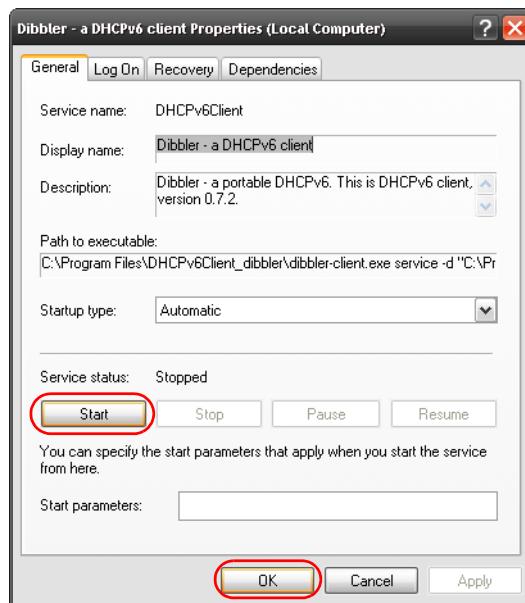 Dibbler - a DHCPv6 client Properties (Local Computer)
General Log On Recovery Dependencies
Service name: DHCPv6Client
Display name: Dibbler - a DHCPv6 client
Description: Dibbler - a portable DHCPv6. This is DHCPv6 client,
version 0.7.2.
Path to executable:
C:\Program Files\DHCPv6Client_dibbler\dibbler-client.exe service -d "C:\Pr
Startup type: Automatic
Service status: Stopped
Start Stop Pause Resume
You can specify the start parameters that apply when you start the service
from here.
Start parameters:
OK Cancel Apply